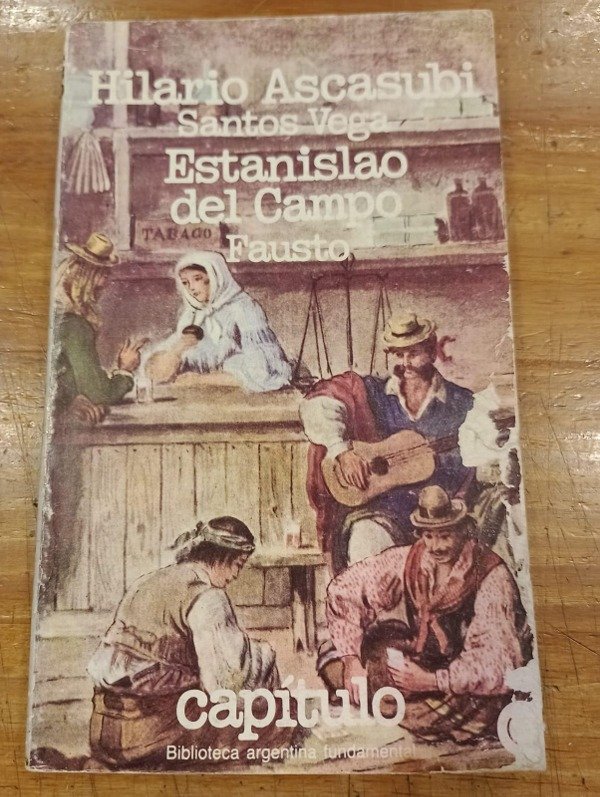 Hilario Ascasubi
Santos Vega
Estanislao
del Campo
Fausto
TABACO
capítulo
Biblioteca argentina fundamental